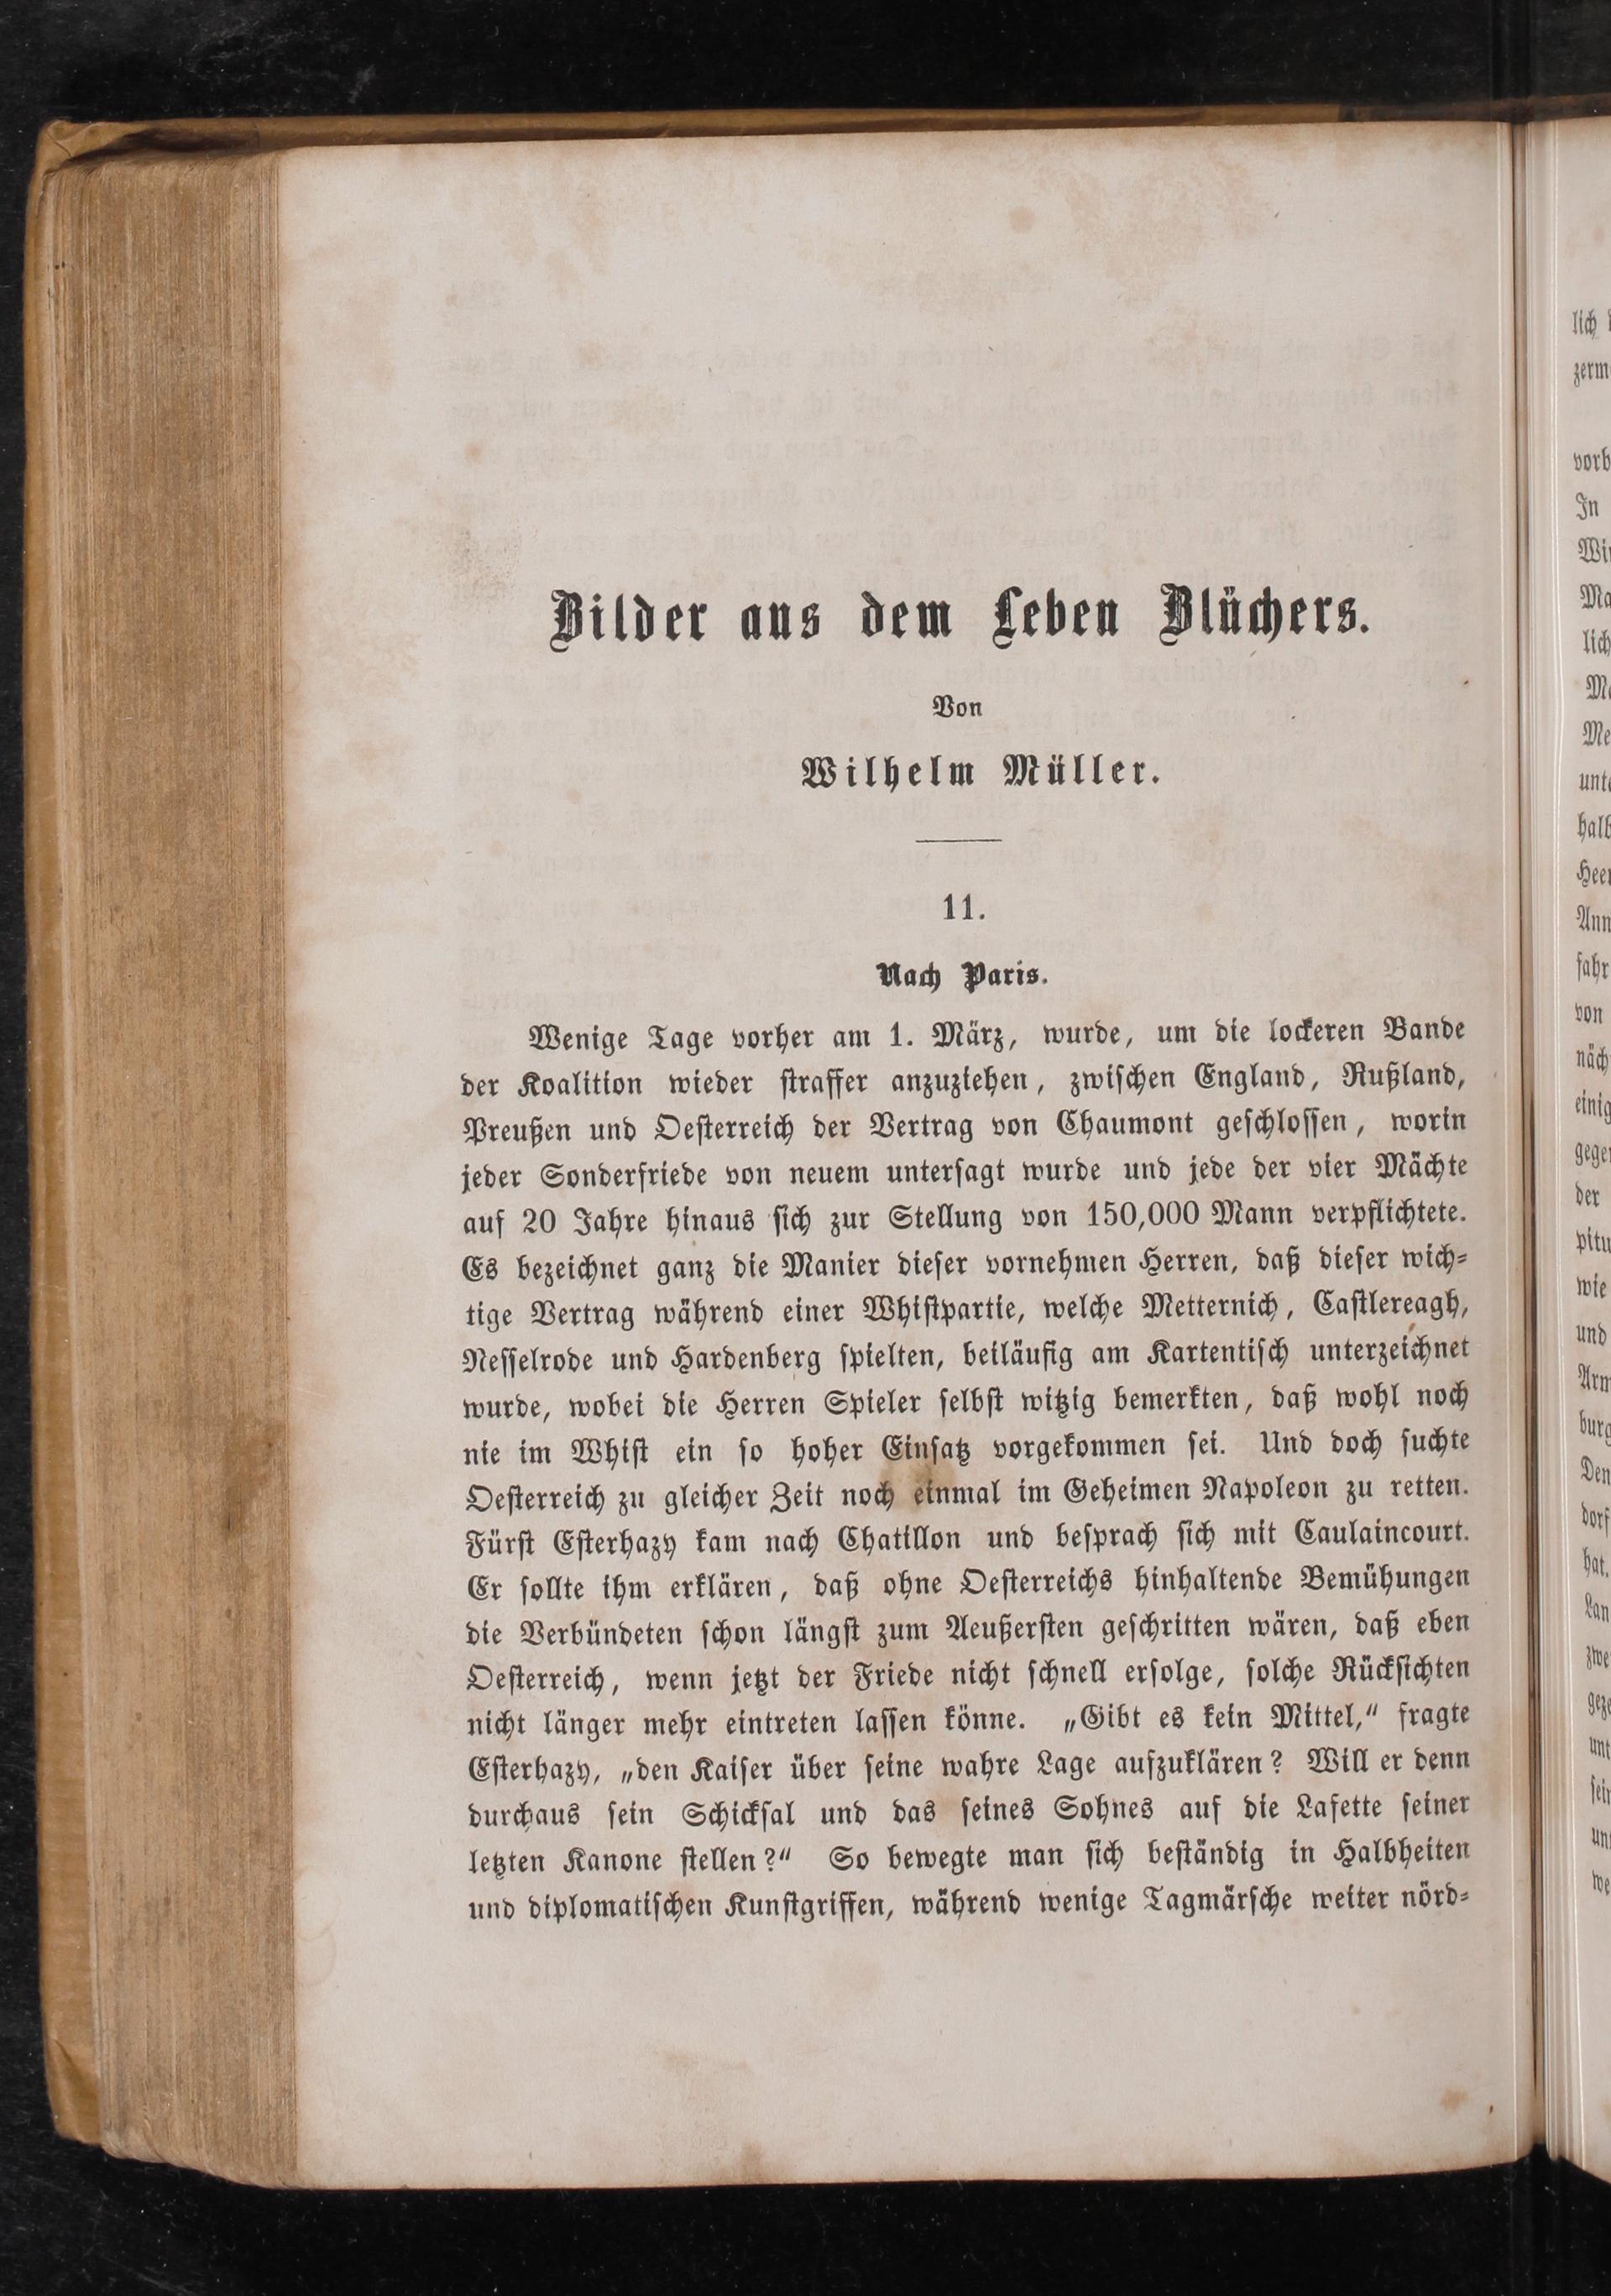 Bilder aus dem Leben Blüchers.
Von
Wilhelm Müller.
11.
Nach Paris.
Wenige Tage vorher am 1. März, wurde, um die lockeren Bande
der Koalition wieder straffer anzuziehen, zwischen England, Rußland,
Preußen und Oesterreich der Vertrag von Chaumont geschlossen, worin
jeder Sonderfriede von neuem untersagt wurde und jede der vier Mächte
auf 20 Jahre hinaus sich zur Stellung von 150,000 Mann verpflichtete.
Es bezeichnet ganz die Manier dieser vornehmen Herren, daß dieser wich-
tige Vertrag während einer Whistpartie, welche Metternich, Castlereagh,
Nesselrode und Hardenberg spielten, beiläufig am Kartentisch unterzeichnet
wurde, wobei die Herren Spieler selbst witzig bemerkten, daß wohl noch
nie im Whist ein so hoher Einsatz vorgekommen sei. Und doch suchte
Oesterreich zu gleicher Zeit noch einmal im Geheimen Napoleon zu retten.
Fürst Esterhazy kam nach Chatillon und besprach sich mit Caulaincourt.
Er sollte ihm erklären, daß ohne Oesterreichs hinhaltende Bemühungen
die Verbündeten schon längst zum Aeußersten geschritten wären, daß eben
Oesterreich, wenn jetzt der Friede nicht schnell erfolge, solche Rücksichten
nicht länger mehr eintreten lassen könne. „Gibt es kein Mittel,“ fragte
Esterhazy, „den Kaiser über seine wahre Lage aufzuklären? Will er denn
durchaus sein Schicksal und das seines Sohnes auf die Lafette seiner
letzten Kanone stellen?“ So bewegte man sich beständig in Halbheiten
und diplomatischen Kunstgriffen, während wenige Tagmärsche weiter nörd-